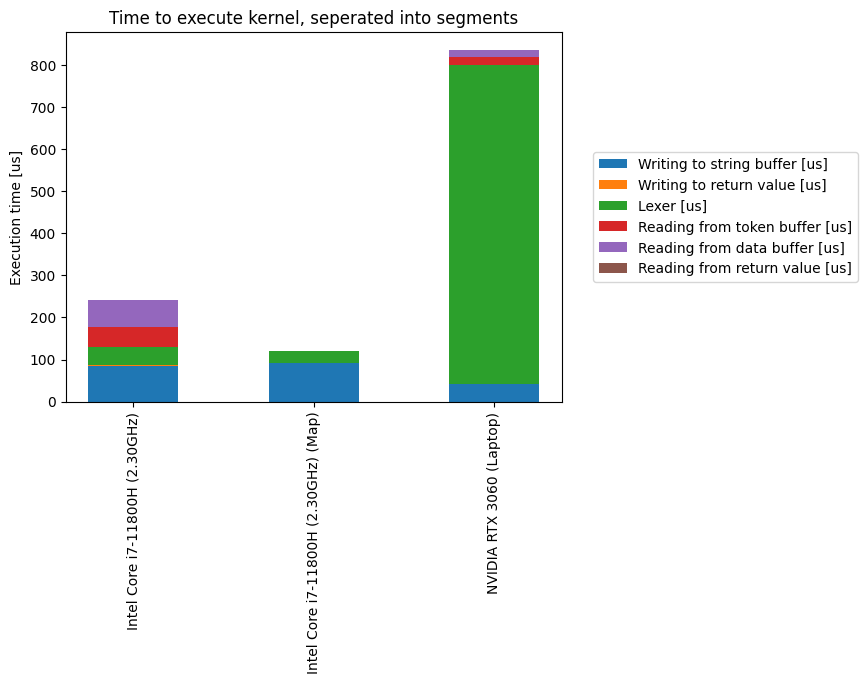 Time to execute kernel, seperated into segments
Execution time [us]
800
700
600
500
400
300
200
100
0
Intel Core i7-11800H (2.30GHz)
Intel Core i7-11800H (2.30GHz) (Map)
NVIDIA RTX 3060 (Laptop)
Writing to string buffer [us]
Writing to return value [us]
Lexer [us]
Reading from token buffer [us]
Reading from data buffer [us]
Reading from return value [us]